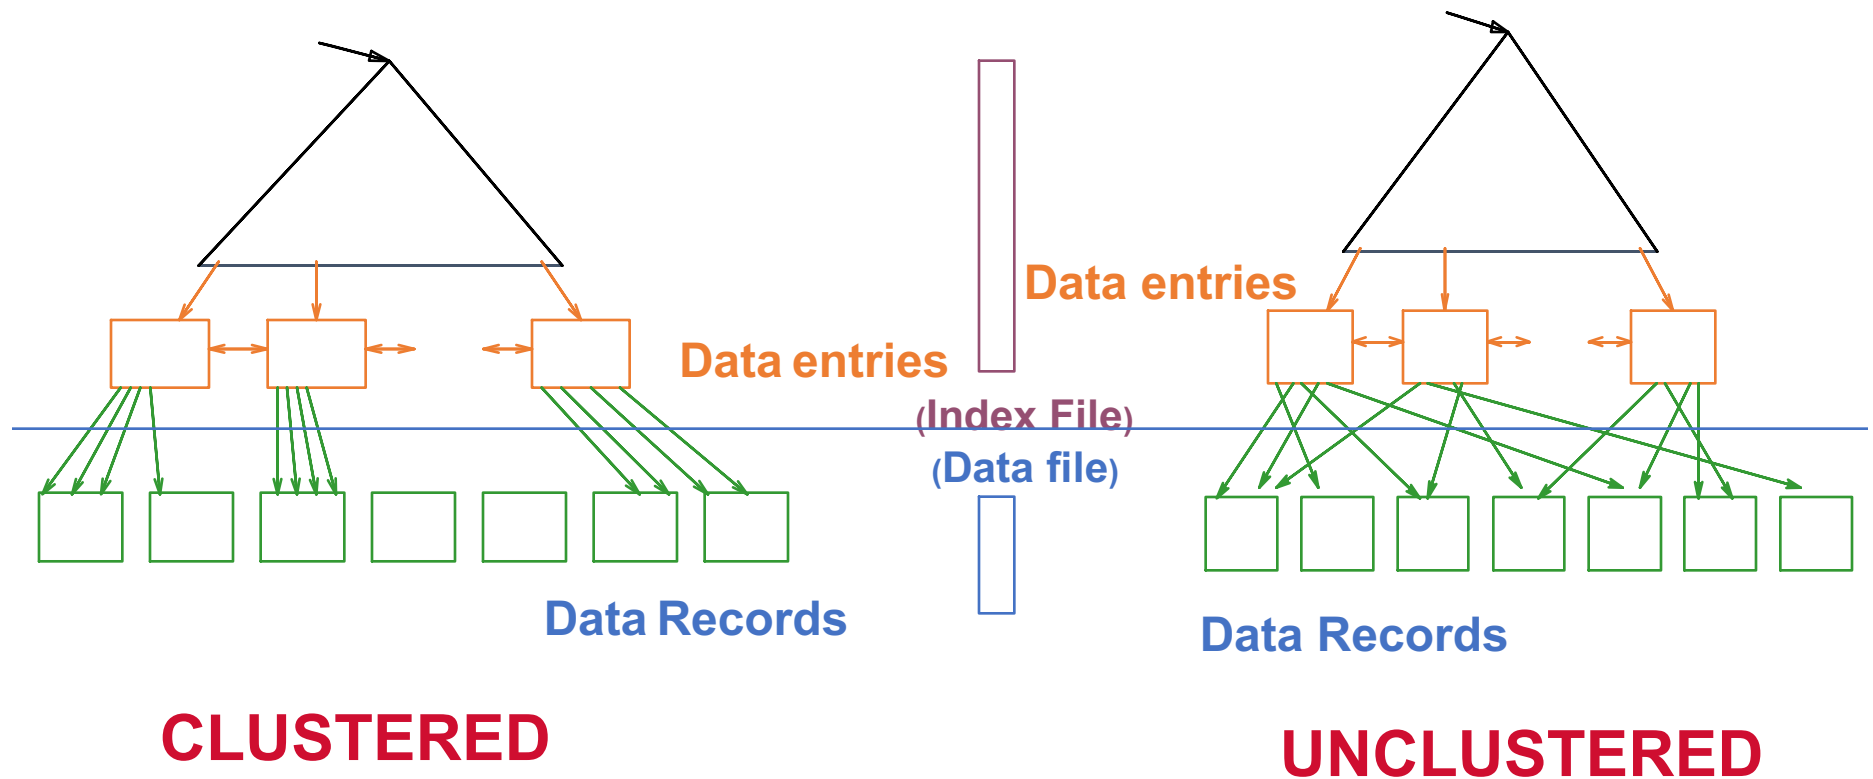 Data entries
Data entries
(Index File)
(Data file)
Data Records
Data Records
CLUSTERED
UNCLUSTERED